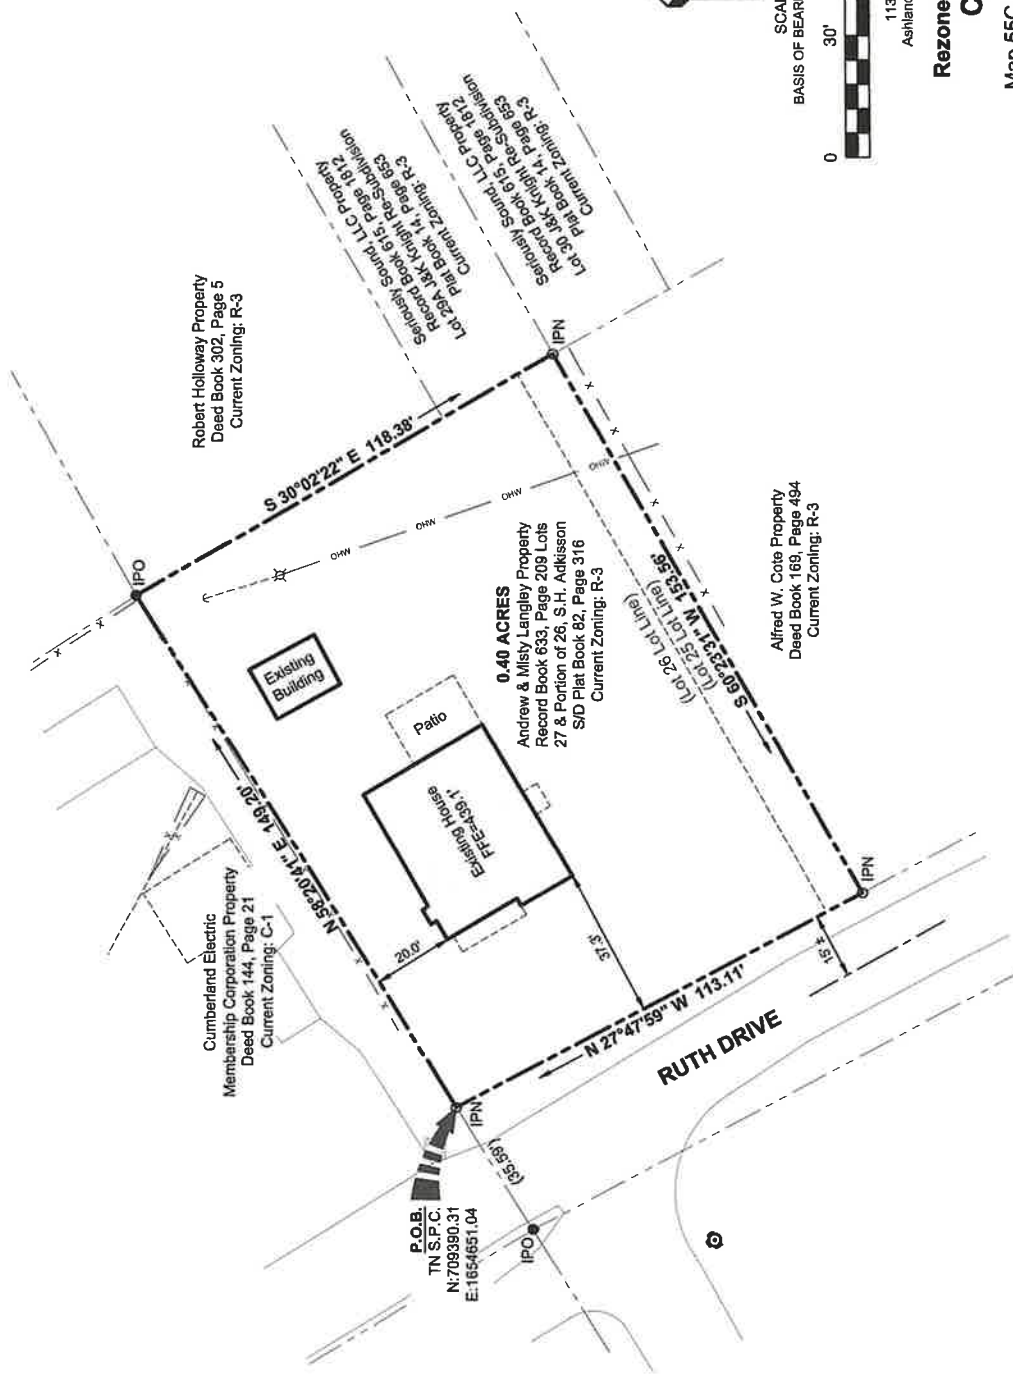 Robert Holloway Property
Deed Book 302, Page 5
Current Zoning: R-3
Seriously Sound, LLC Property
Record Book 615, Page 1812
Lot 29A J&K Knight Re-Subdivision
Plat Book 14, Page 653
Current Zoning: R-3
Seriously Sound, LLC Property
Record Book 615, Page 1812
Lot 30 J&K Knight Re-Subdivision
Plat Book 14, Page 653
Current Zoning: R-3
Cumberland Electric
Membership Corporation Property
Deed Book 144, Page 21
Current Zoning: C-1
IPO
S 30°02'22" E 118.38'
IPN
N 58°20'41" E 149.20'
Existing
Building
OHW
OHW
OHW
OHW
Patio
Existing House
FFE=439.1'
20.0'
37.3'
0.40 ACRES
Andrew & Misty Langley Property
Record Book 633, Page 209 Lots
27 & Portion of 26, S.H. Adkisson
S/D Plat Book 82, Page 316
Current Zoning: R-3
(Lot 26 Lot Line)
(Lot 25 Lot Line)
S 60°23'31" W 153.56'
Alfred W. Cote Property
Deed Book 169, Page 494
Current Zoning: R-3
IPN
15'±
N 27°47'59" W 113.11'
RUTH DRIVE
P.O.B.
TN S.P.C.
N:709390.31
E:1654651.04
IPN
(35.59')
IPO
SCAL
BASIS OF BEARI
0 30'
113
Ashland
Rezone
C
Map 55C